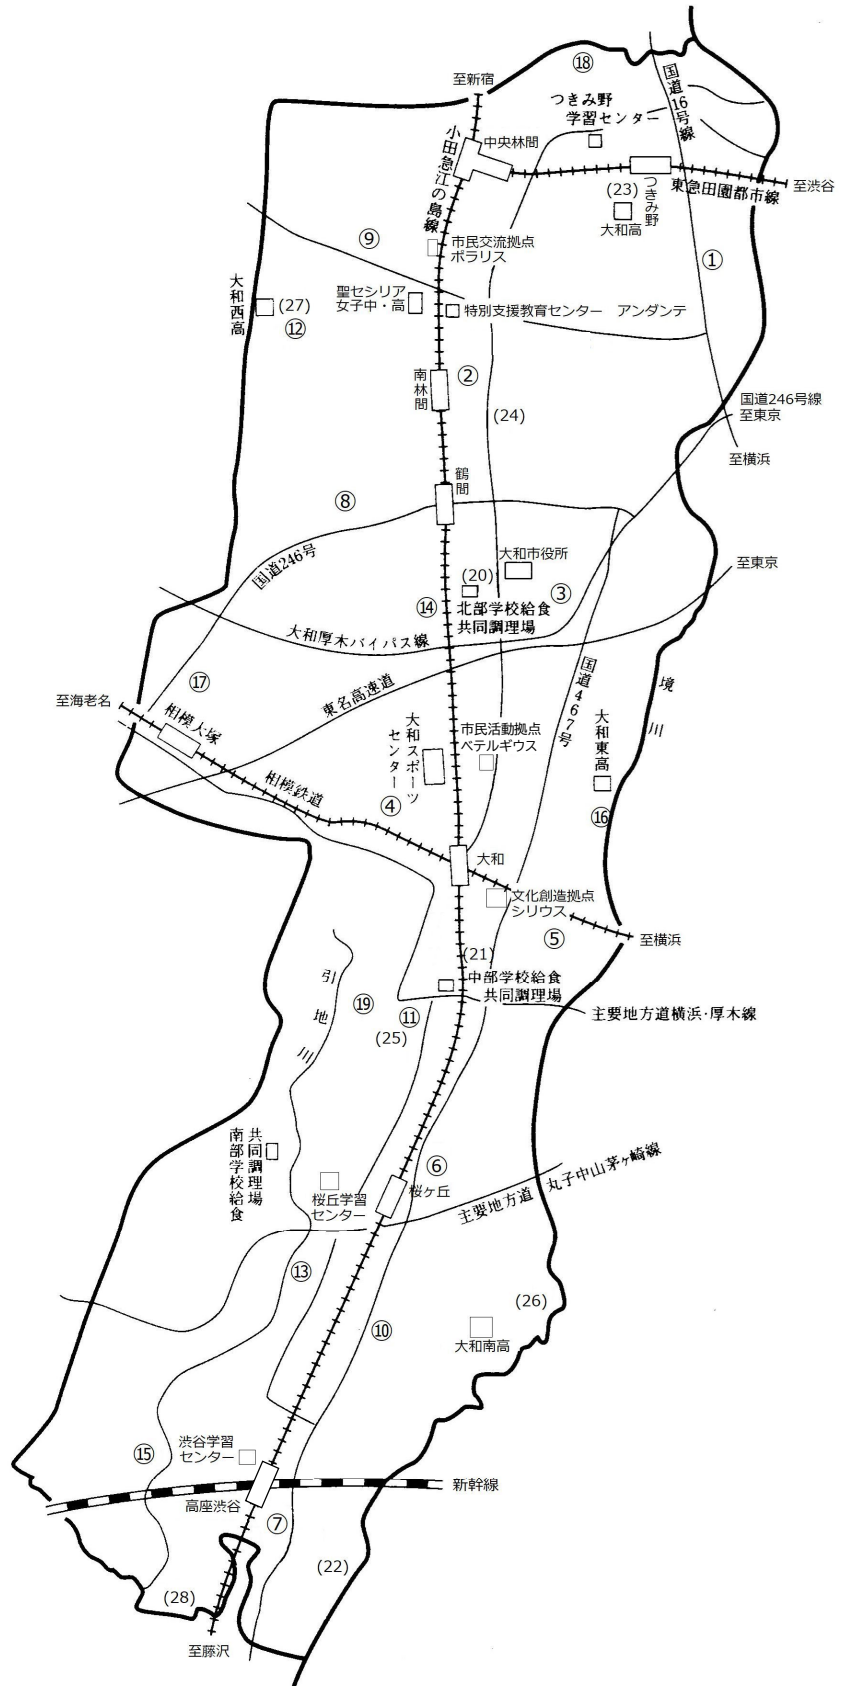 ⑱
至新宿
つきみ野
学習センター
国道16号線
小田急江の島線
中央林間
東急田園都市線
至渋谷
つきみ野
(23)
大和高
⑨
市民交流拠点
ポラリス
①
大和西高
(27)
⑫
聖セシリア
女子中・高
特別支援教育センター アンダンテ
②
南林間
(24)
国道246号線
至東京
至横浜
鶴間
⑧
国道246号
大和市役所
(20)
③
至東京
⑭
北部学校給食
共同調理場
大和厚木バイパス線
⑰
至海老名
相模大塚
東名高速道
国道467号
境川
大和スポーツ
センター
市民活動拠点
ベテルギウス
大和東高
相模鉄道
④
⑯
大和
文化創造拠点
シリウス
⑤
至横浜
(21)
引地川
中部学校給食
共同調理場
⑲
⑪
主要地方道横浜・厚木線
(25)
共同調理場
南部学校給食
⑥
桜丘学習
センター
桜ヶ丘
主要地方道 丸子中山茅ヶ崎線
⑬
(26)
⑩
大和南高
⑮
渋谷学習
センター
新幹線
高座渋谷
⑦
(22)
(28)
至藤沢